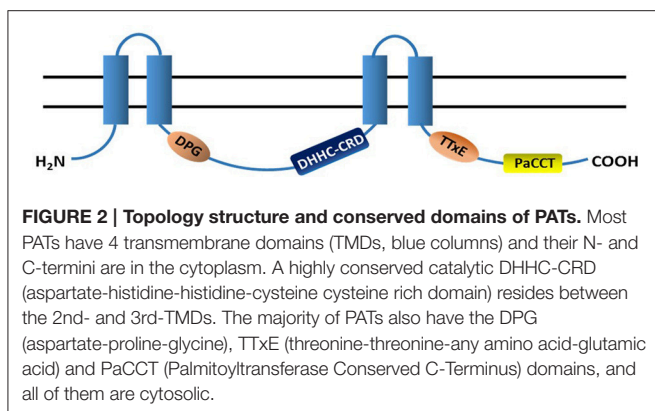 DPG
DHHC-CRD
TTxE
H₂N
PaCCT
COOH
FIGURE 2 | Topology structure and conserved domains of PATs. Most
PATs have 4 transmembrane domains (TMDs, blue columns) and their N- and
C-termini are in the cytoplasm. A highly conserved catalytic DHHC-CRD
(aspartate-histidine-histidine-cysteine cysteine rich domain) resides between
the 2nd- and 3rd-TMDs. The majority of PATs also have the DPG
(aspartate-proline-glycine), TTxE (threonine-threonine-any amino acid-glutamic
acid) and PaCCT (Palmitoyltransferase Conserved C-Terminus) domains, and
all of them are cytosolic.